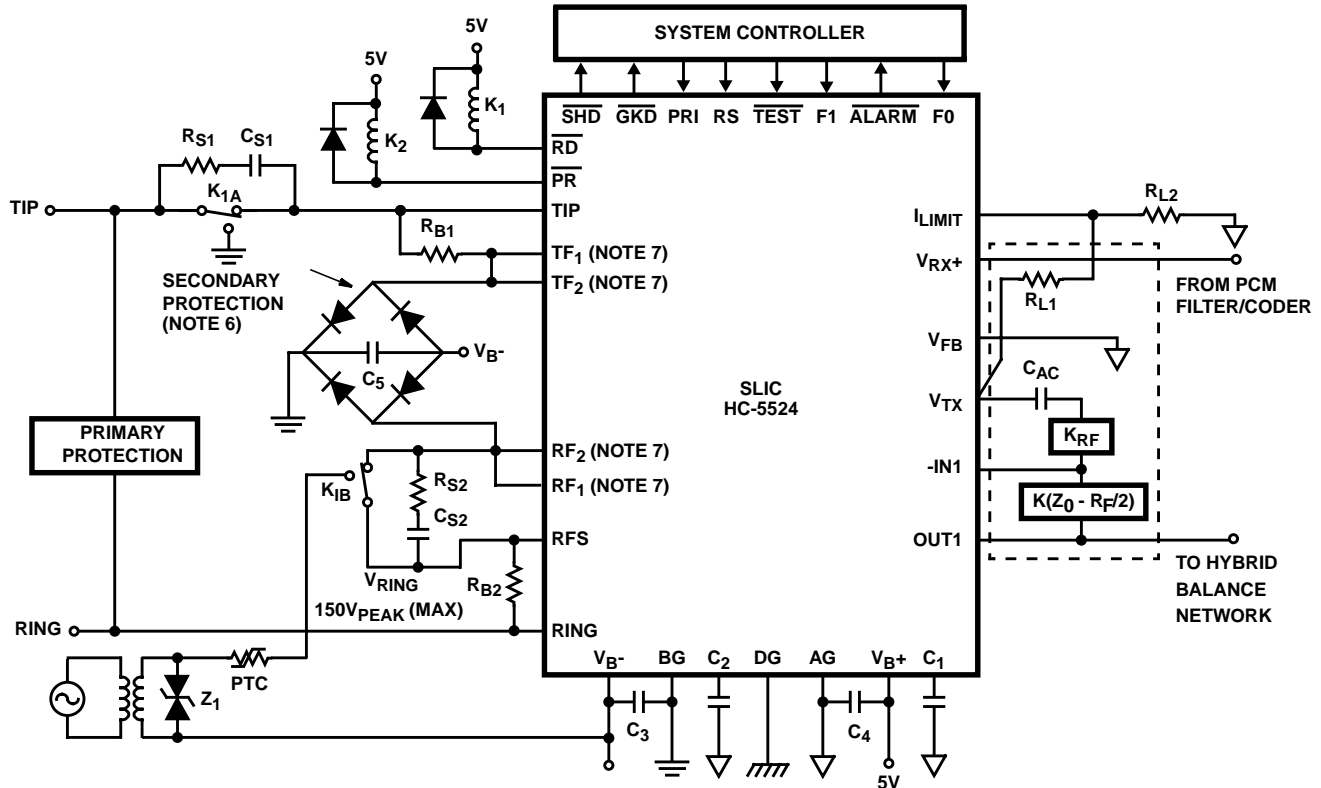 SYSTEM CONTROLLER
5V
5V
K1
K2
SHD GKD PRI RS TEST F1 ALARM F0
RS1 CS1
RD
PR
K1A
TIP
TIP
RL2
ILIMIT
RB1
TF1 (NOTE 7)
VRX+
SECONDARY
PROTECTION
(NOTE 6)
TF2 (NOTE 7)
RL1
FROM PCM
FILTER/CODER
VFB
VB-
C5
SLIC
HC-5524
CAC
VTX
PRIMARY
PROTECTION
KRF
RF2 (NOTE 7)
-IN1
KIB
RS2
RF1 (NOTE 7)
K(Z0 - RF/2)
CS2
RFS
OUT1
VRING
RB2
TO HYBRID
BALANCE
NETWORK
150VPEAK (MAX)
RING
RING
VB- BG C2 DG AG VB+ C1
PTC
Z1
C3
C4
5V